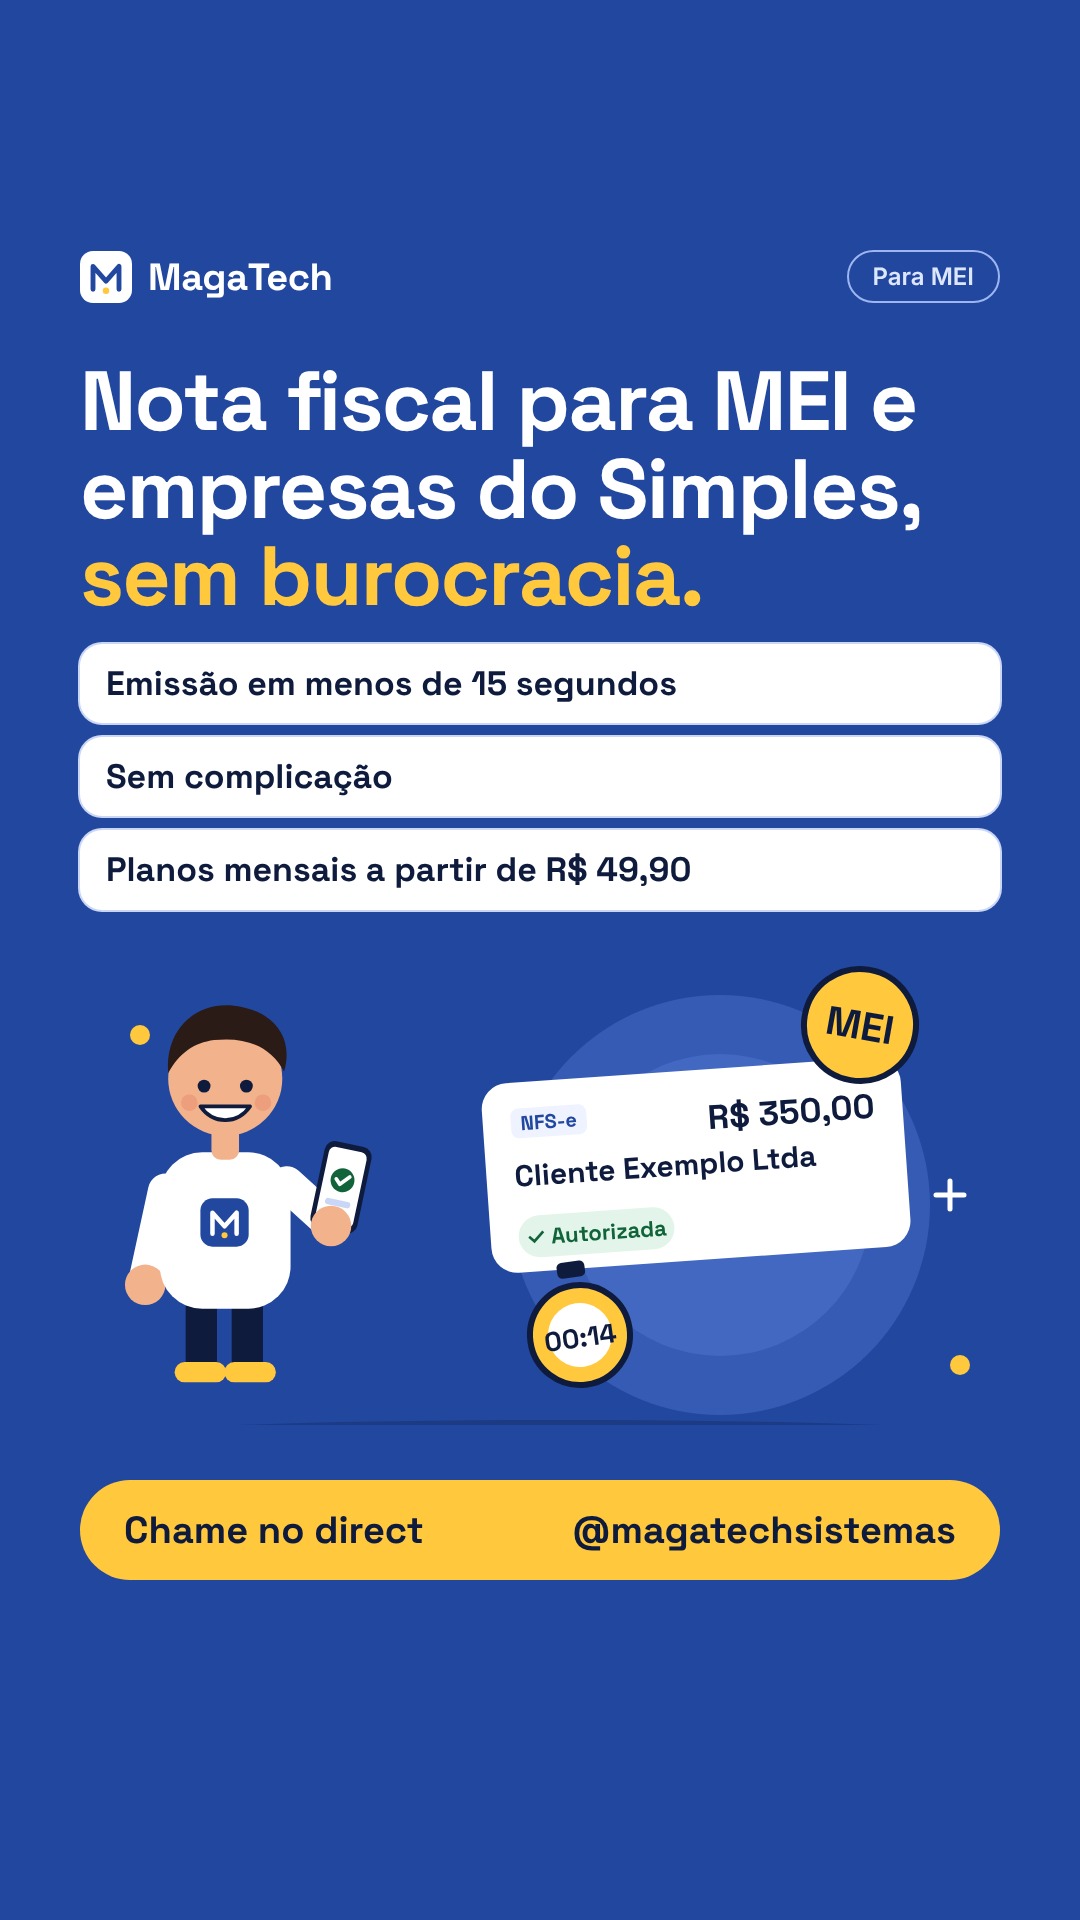 MagaTech
Para MEI
Nota fiscal para MEI e
empresas do Simples,
sem burocracia.
Emissão em menos de 15 segundos
Sem complicação
Planos mensais a partir de R$ 49,90
MEI
NFS-e
R$ 350,00
Cliente Exemplo Ltda
Autorizada
M
00:14
Chame no direct
@magatechsistemas